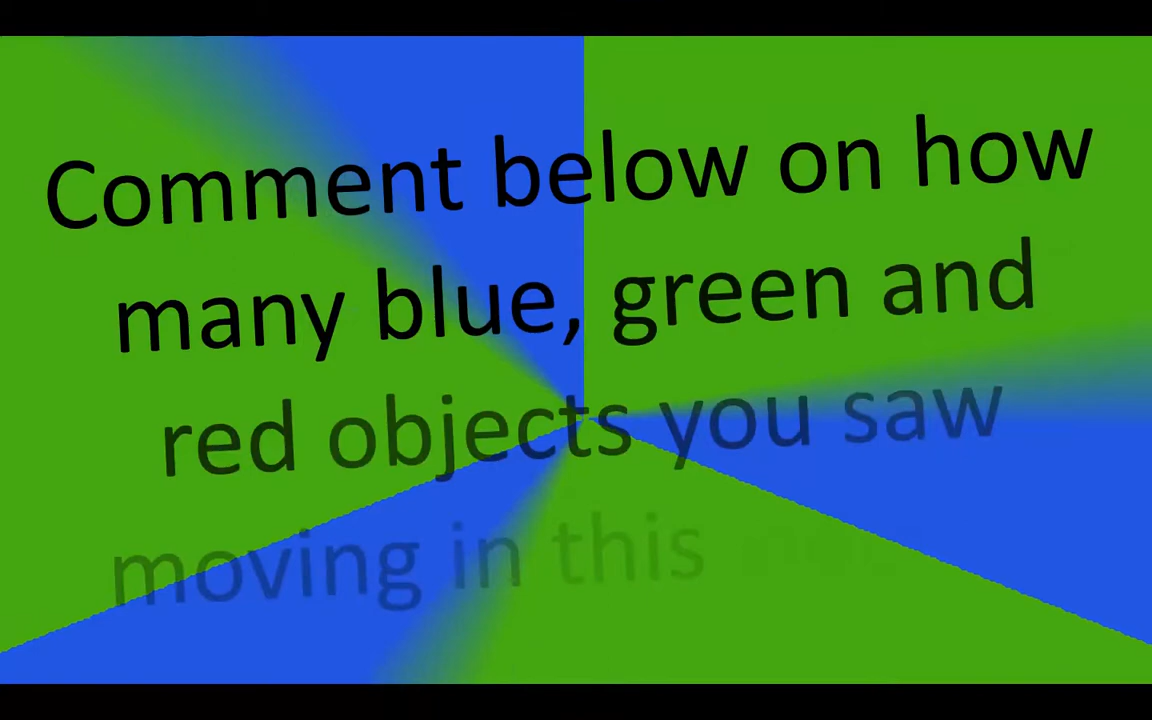 Comment below on how
many blue, green and
red objects you saw
moving in this